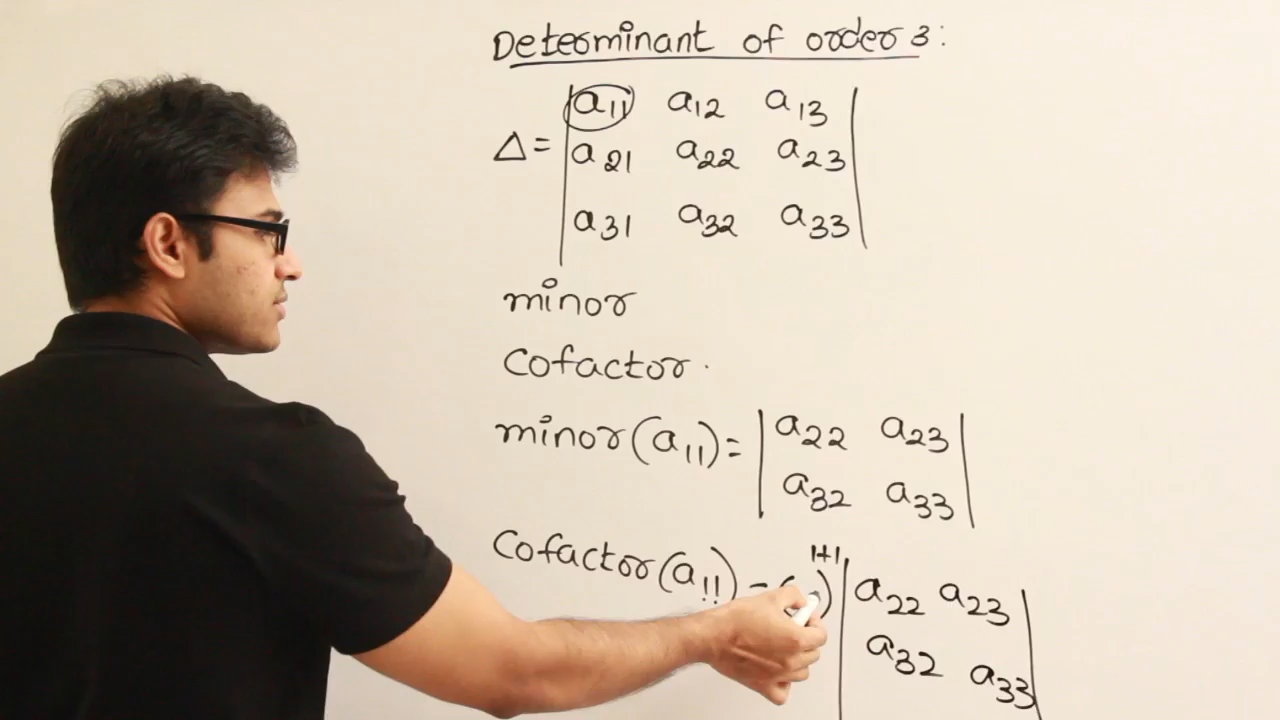 Determinant of order 3:
Δ = | a11 a12 a13 |
| a21 a22 a23 |
| a31 a32 a33 |
minor
Cofactor.
minor(a11) = | a22 a23 |
| a32 a33 |
Cofactor(a11) = ( )1+1 | a22 a23 |
| a32 a33 |